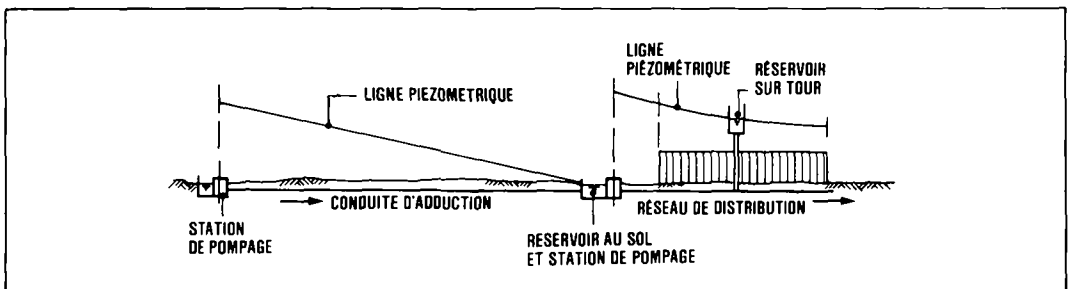 LIGNE PIEZOMETRIQUE
LIGNE
PIÉZOMÉTRIQUE
RÉSERVOIR
SUR TOUR
STATION
DE POMPAGE
CONDUITE D'ADDUCTION
RESERVOIR AU SOL
ET STATION DE POMPAGE
RÉSEAU DE DISTRIBUTION